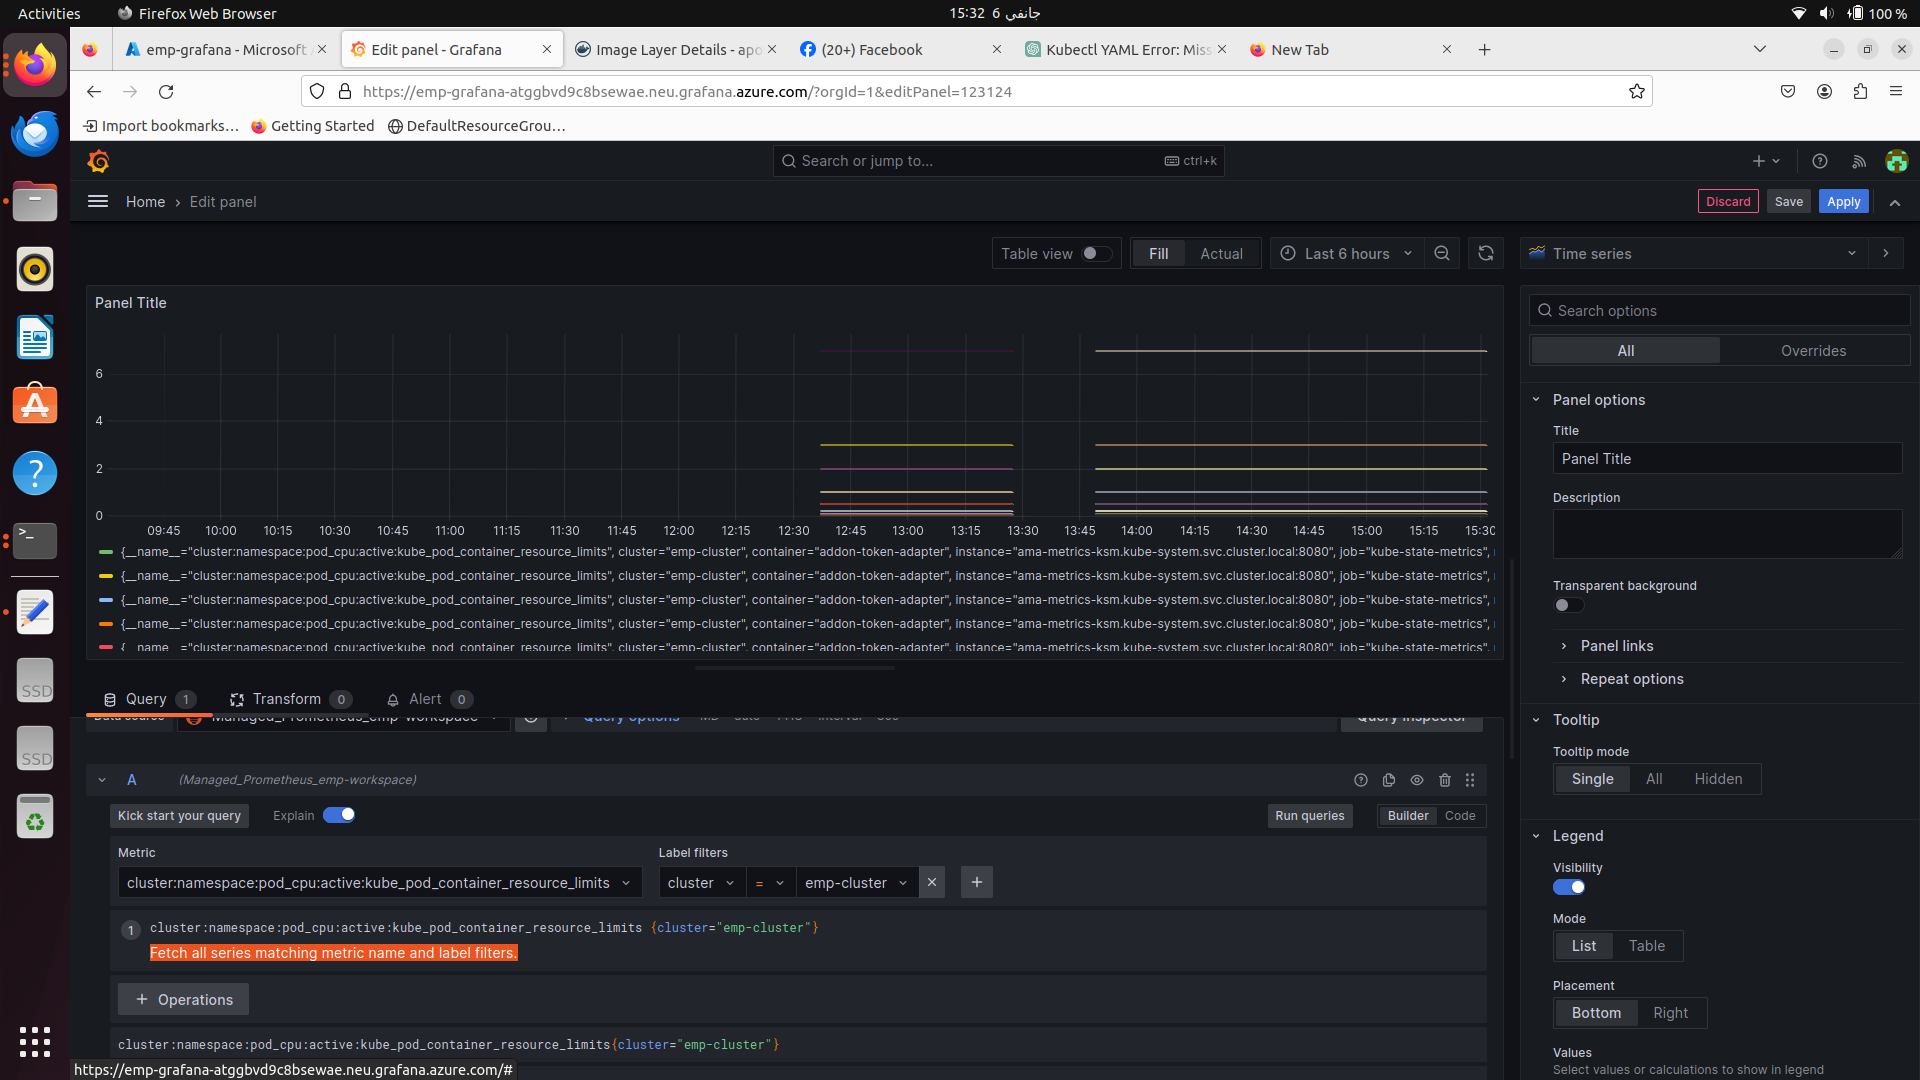 Activities
Firefox Web Browser
15:32 6 جانفي
100 %
emp-grafana - Microsoft
Edit panel - Grafana
Image Layer Details - apo
(20+) Facebook
Kubectl YAML Error: Miss
New Tab
https://emp-grafana-atggbvd9c8bsewae.neu.grafana.azure.com/?orgId=1&editPanel=123124
Import bookmarks…
Getting Started
DefaultResourceGrou…
Search or jump to...
ctrl+k
Home › Edit panel
Discard
Save
Apply
Table view
Fill
Actual
Last 6 hours
Time series
Panel Title
6
4
2
0
09:45 10:00 10:15 10:30 10:45 11:00 11:15 11:30 11:45 12:00 12:15 12:30 12:45 13:00 13:15 13:30 13:45 14:00 14:15 14:30 14:45 15:00 15:15 15:30
{__name__="cluster:namespace:pod_cpu:active:kube_pod_container_resource_limits", cluster="emp-cluster", container="addon-token-adapter", instance="ama-metrics-ksm.kube-system.svc.cluster.local:8080", job="kube-state-metrics",
{__name__="cluster:namespace:pod_cpu:active:kube_pod_container_resource_limits", cluster="emp-cluster", container="addon-token-adapter", instance="ama-metrics-ksm.kube-system.svc.cluster.local:8080", job="kube-state-metrics",
{__name__="cluster:namespace:pod_cpu:active:kube_pod_container_resource_limits", cluster="emp-cluster", container="addon-token-adapter", instance="ama-metrics-ksm.kube-system.svc.cluster.local:8080", job="kube-state-metrics",
{__name__="cluster:namespace:pod_cpu:active:kube_pod_container_resource_limits", cluster="emp-cluster", container="addon-token-adapter", instance="ama-metrics-ksm.kube-system.svc.cluster.local:8080", job="kube-state-metrics",
{__name__="cluster:namespace:pod_cpu:active:kube_pod_container_resource_limits", cluster="emp-cluster", container="addon-token-adapter", instance="ama-metrics-ksm.kube-system.svc.cluster.local:8080", job="kube-state-metrics",
Query 1
Transform 0
Alert 0
Data source
Managed_Prometheus_emp-workspace
Query options
Interval
Query inspector
A
(Managed_Prometheus_emp-workspace)
Kick start your query
Explain
Run queries
Builder
Code
Metric
Label filters
cluster:namespace:pod_cpu:active:kube_pod_container_resource_limits
cluster
=
emp-cluster
1
cluster:namespace:pod_cpu:active:kube_pod_container_resource_limits {cluster="emp-cluster"}
Fetch all series matching metric name and label filters.
+ Operations
cluster:namespace:pod_cpu:active:kube_pod_container_resource_limits{cluster="emp-cluster"}
https://emp-grafana-atggbvd9c8bsewae.neu.grafana.azure.com/#
Search options
All
Overrides
Panel options
Title
Panel Title
Description
Transparent background
Panel links
Repeat options
Tooltip
Tooltip mode
Single
All
Hidden
Legend
Visibility
Mode
List
Table
Placement
Bottom
Right
Values
Select values or calculations to show in legend
SSD
SSD